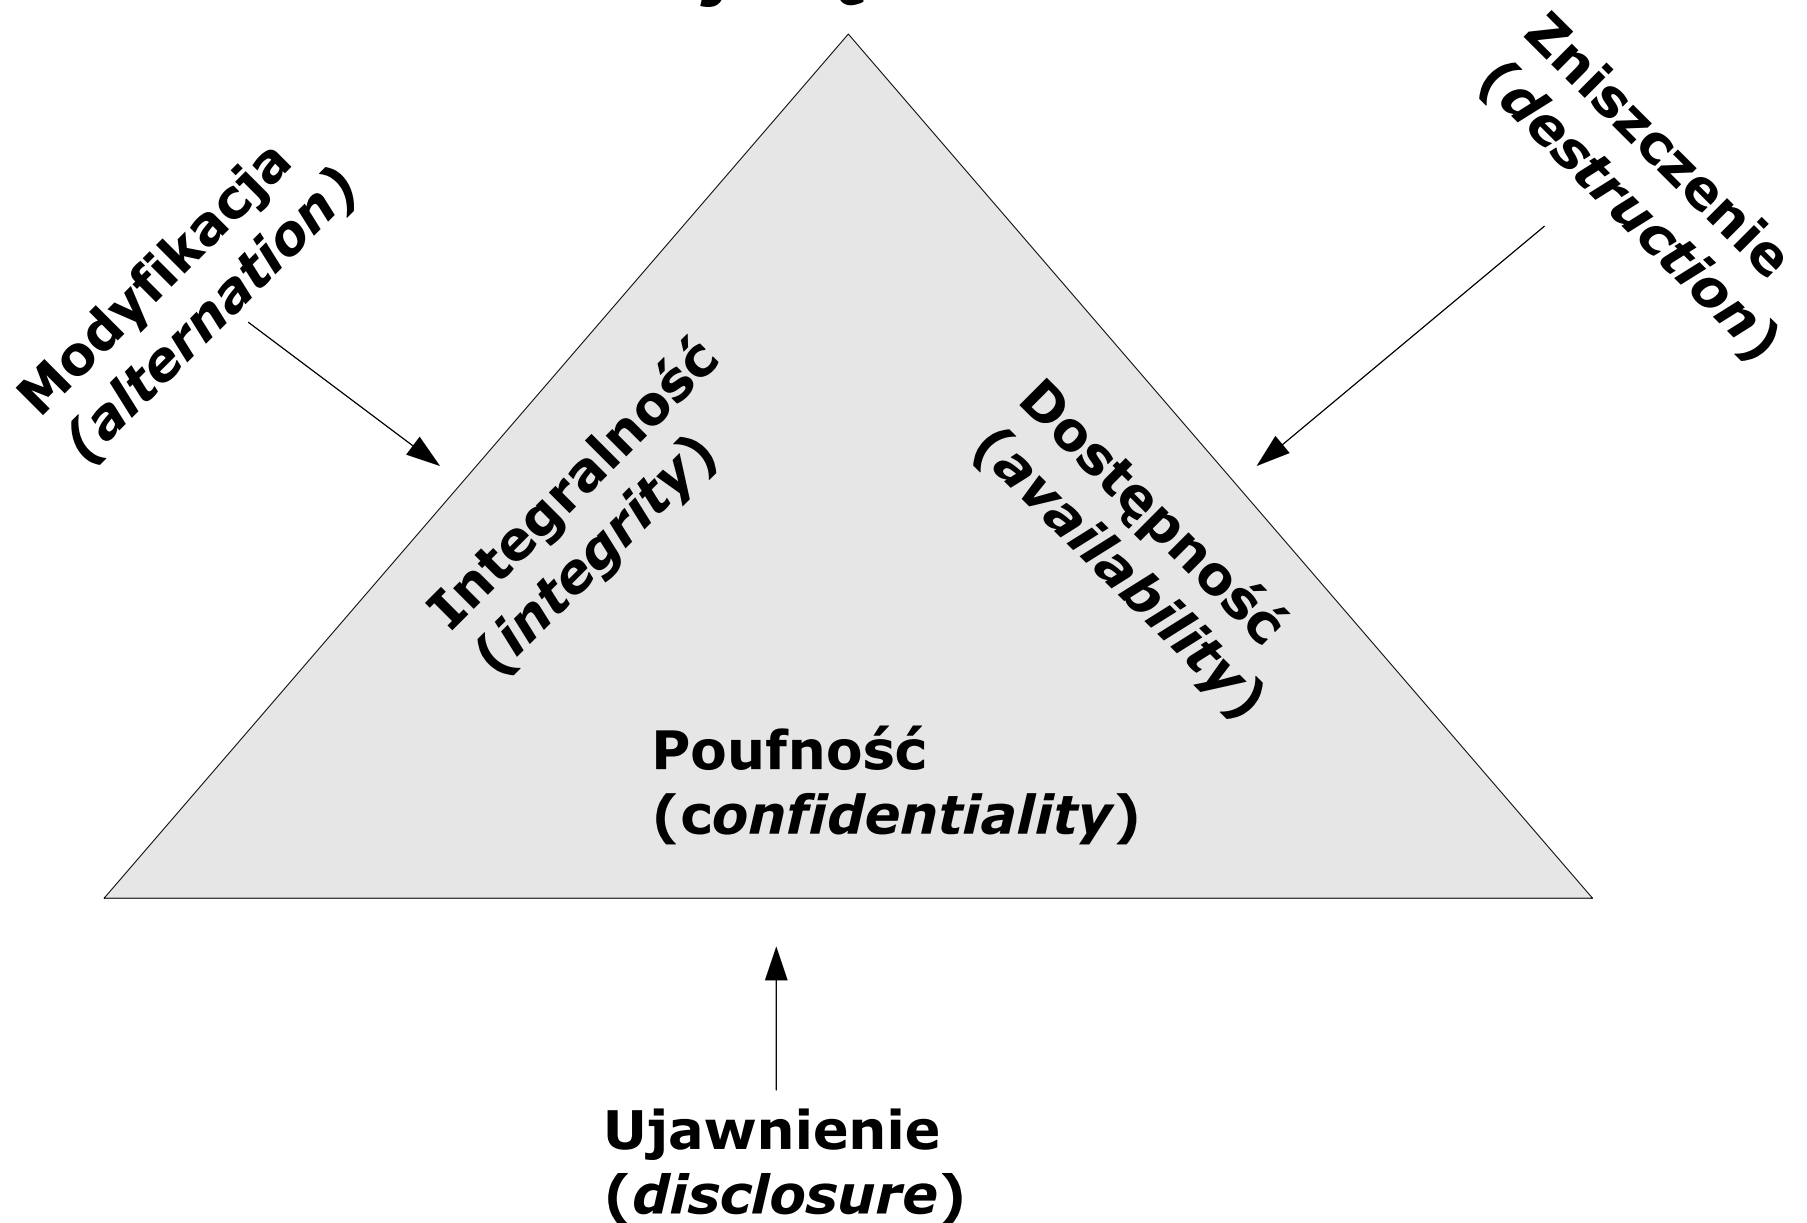 Zniszczenie
(destruction)
Modyfikacja
(alternation)
Integralność
(integrity)
Dostępność
(availability)
Poufność
(confidentiality)
Ujawnienie
(disclosure)